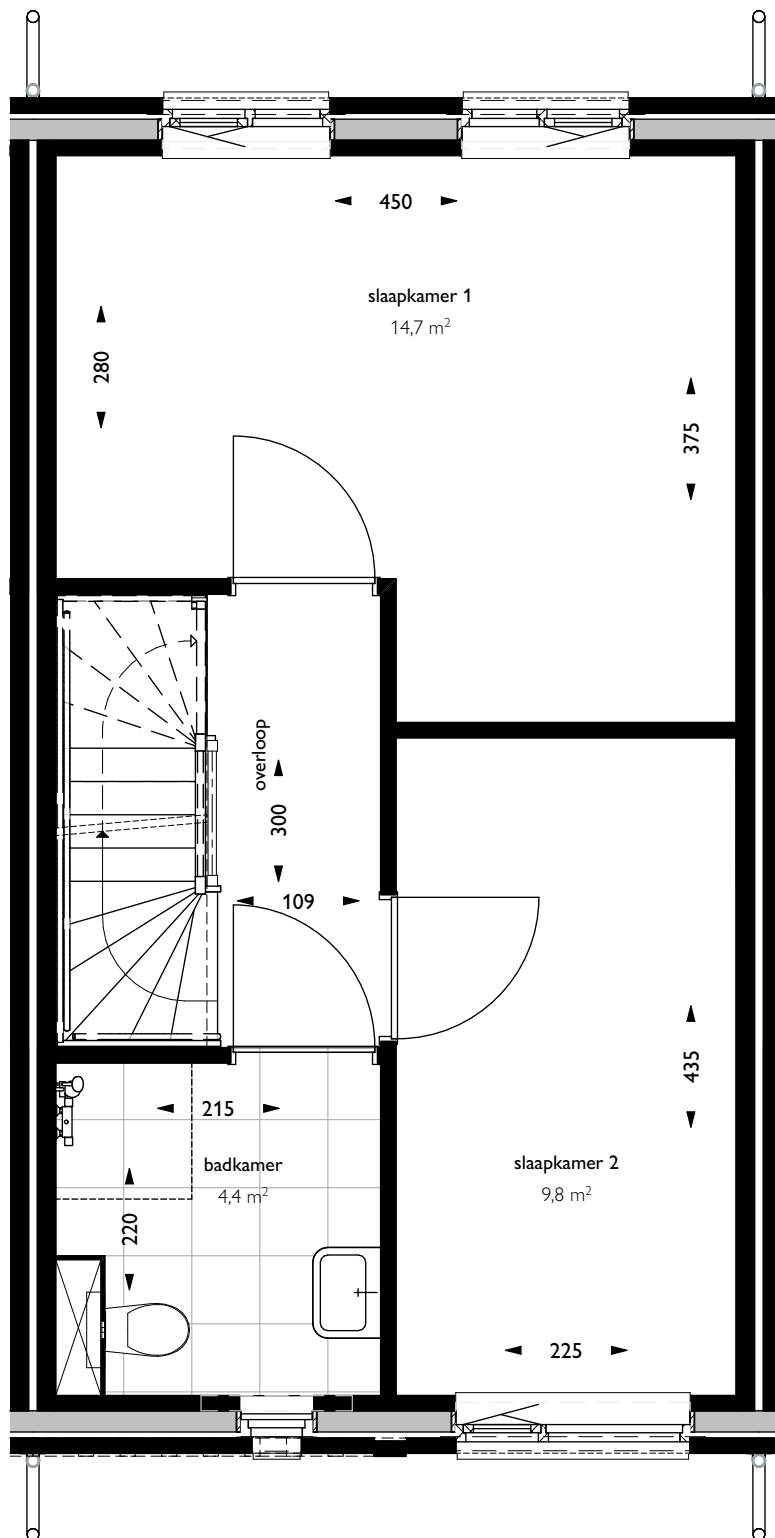 450
slaapkamer 1
14,7 m²
280
375
overloop
300
109
435
215
badkamer
4,4 m²
slaapkamer 2
9,8 m²
220
225